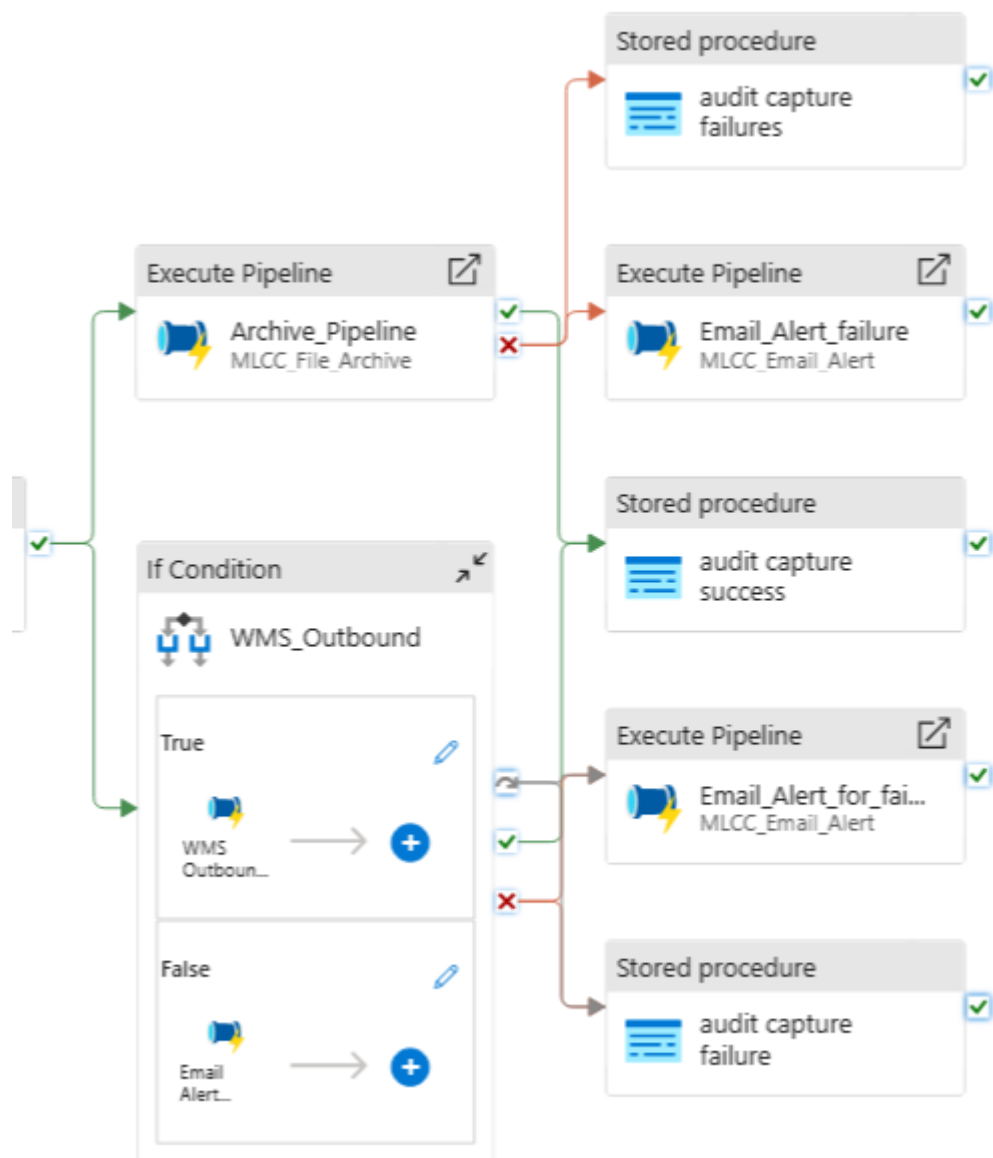 Stored procedure
audit capture
failures
Execute Pipeline
Archive_Pipeline
MLCC_File_Archive
Execute Pipeline
Email_Alert_failure
MLCC_Email_Alert
Stored procedure
audit capture
success
If Condition
WMS_Outbound
True
WMS
Outboun...
False
Email
Alert...
Execute Pipeline
Email_Alert_for_fai...
MLCC_Email_Alert
Stored procedure
audit capture
failure